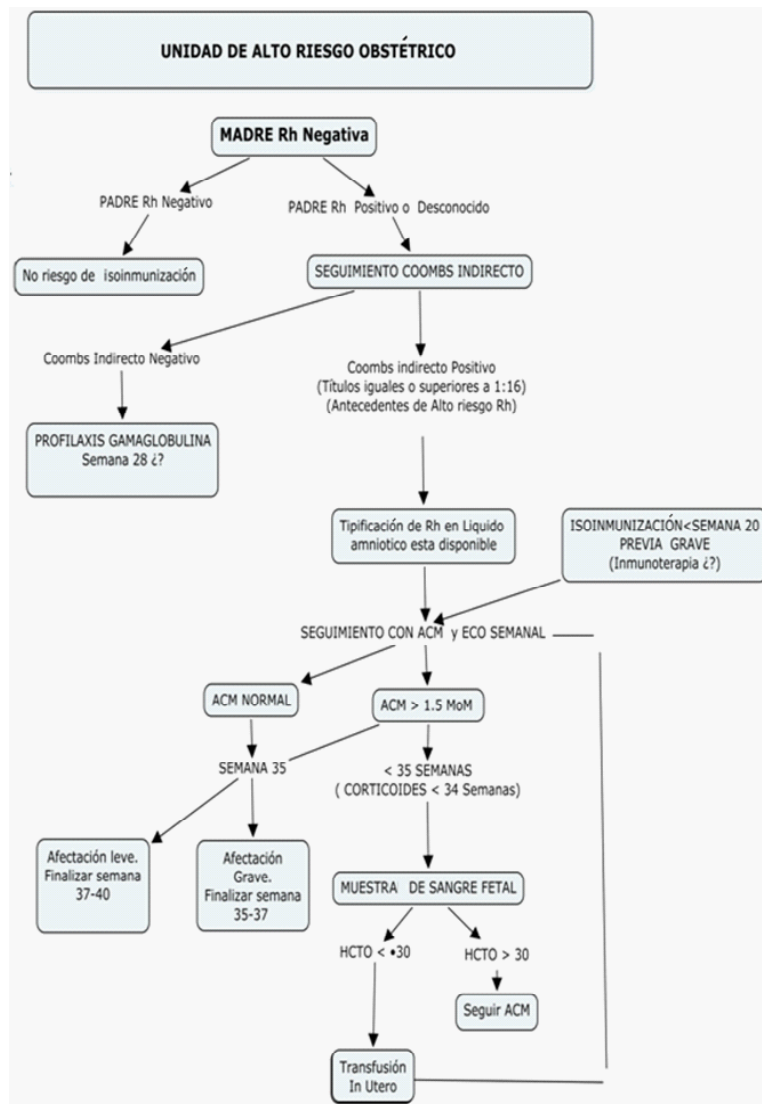 UNIDAD DE ALTO RIESGO OBSTÉTRICO
MADRE Rh Negativa
PADRE Rh Negativo
PADRE Rh Positivo o Desconocido
No riesgo de isoinmunización
SEGUIMIENTO COOMBS INDIRECTO
Coombs Indirecto Negativo
Coombs indirecto Positivo
(Títulos iguales o superiores a 1:16)
(Antecedentes de Alto riesgo Rh)
PROFILAXIS GAMAGLOBULINA
Semana 28 ¿?
Tipificación de Rh en Liquido
amniotico esta disponible
ISOINMUNIZACIÓN<SEMANA 20
PREVIA GRAVE
(Inmunoterapia ¿?)
SEGUIMIENTO CON ACM y ECO SEMANAL
ACM NORMAL
ACM > 1.5 MoM
SEMANA 35
< 35 SEMANAS
( CORTICOIDES < 34 Semanas)
Afectación leve.
Finalizar semana
37-40
Afectación
Grave.
Finalizar semana
35-37
MUESTRA DE SANGRE FETAL
HCTO < •30
HCTO > 30
Seguir ACM
Transfusión
In Utero